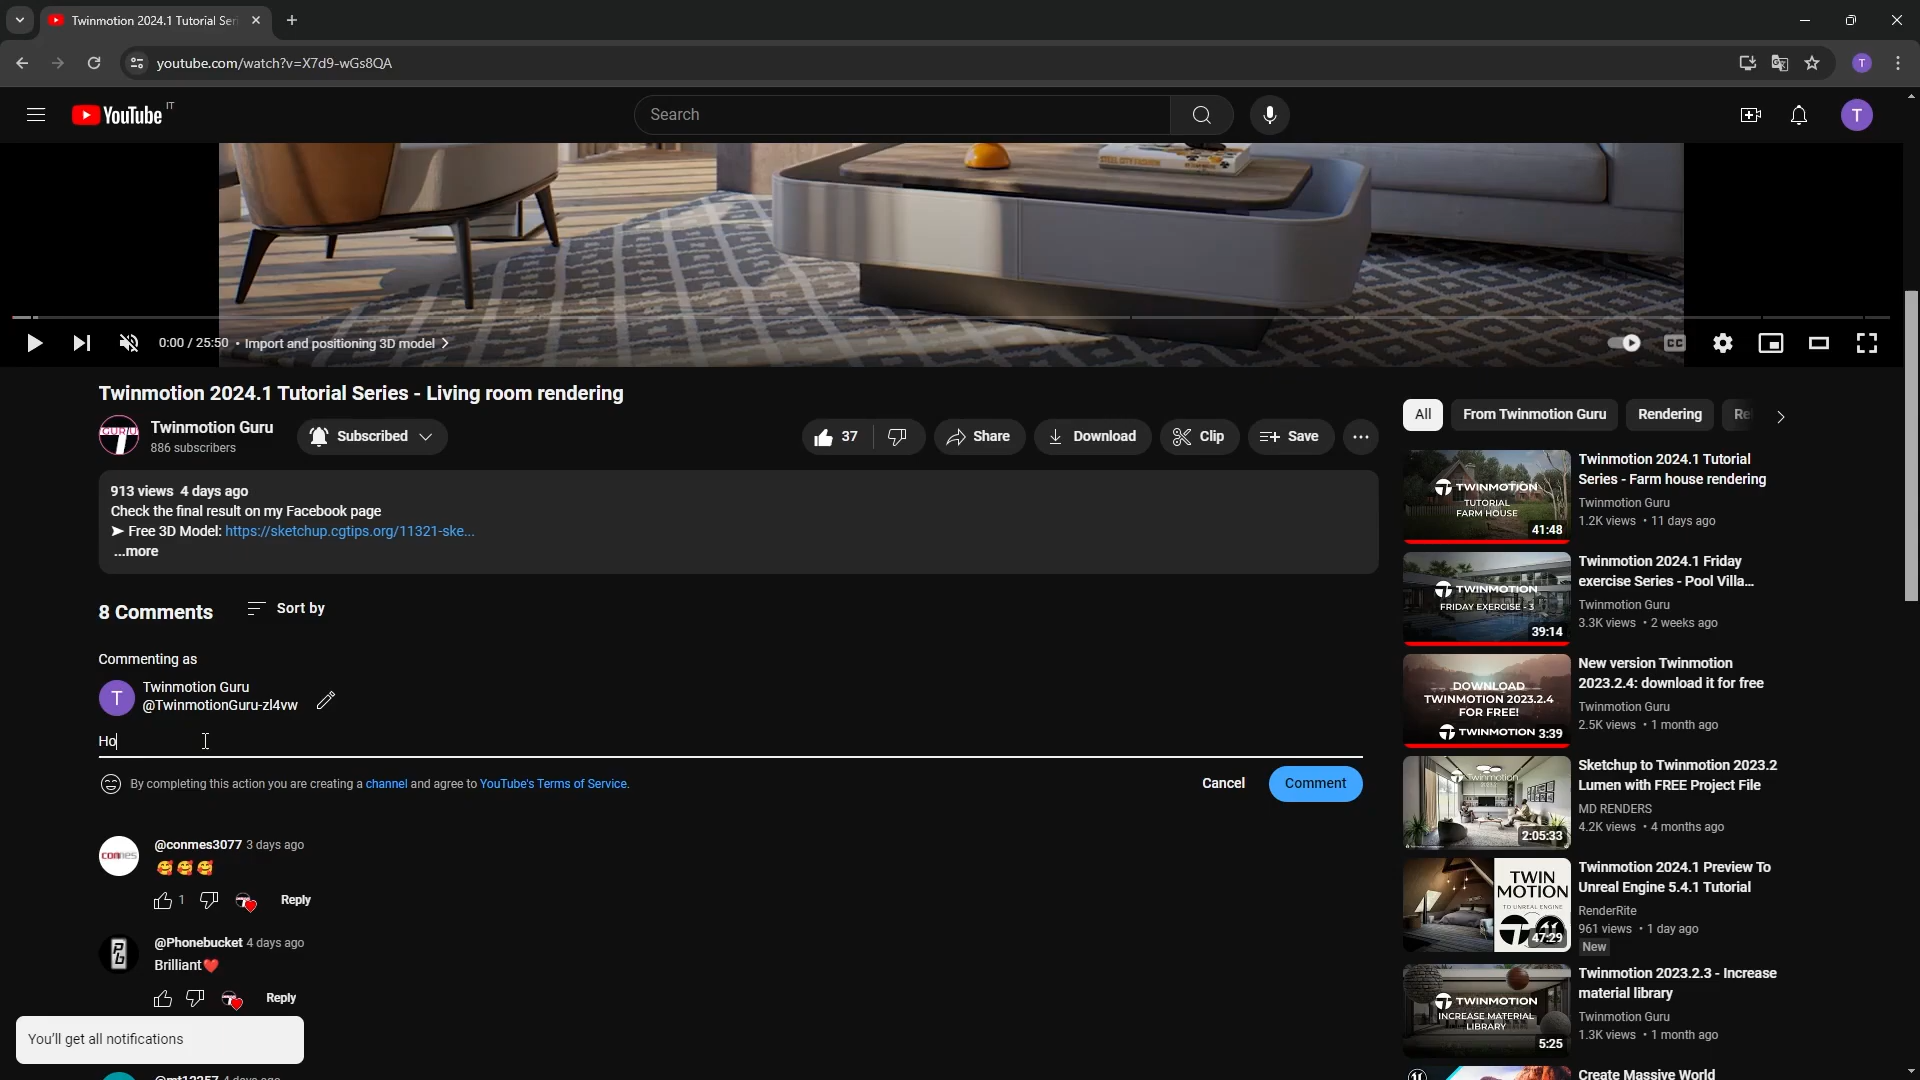 Twinmotion 2024.1 Tutorial Seri
youtube.com/watch?v=X7d9-wGs8QA
T
YouTube IT
Search
T
STEEL CITY FASHION
0:00 / 25:50 • Import and positioning 3D model
CC
Twinmotion 2024.1 Tutorial Series - Living room rendering
GURU
Twinmotion Guru
886 subscribers
Subscribed
37
Share
Download
Clip
Save
913 views 4 days ago
Check the final result on my Facebook page
➤ Free 3D Model: https://sketchup.cgtips.org/11321-ske...
...more
8 Comments
Sort by
Commenting as
T
Twinmotion Guru
@TwinmotionGuru-zl4vw
Ho
By completing this action you are creating a channel and agree to YouTube's Terms of Service.
Cancel
Comment
conmes
@conmes3077 3 days ago
🥰🥰🥰
1
Reply
@Phonebucket 4 days ago
Brilliant❤️
Reply
You'll get all notifications
All
From Twinmotion Guru
Rendering
Re
TWINMOTION
TUTORIAL
FARM HOUSE
41:48
Twinmotion 2024.1 Tutorial
Series - Farm house rendering
Twinmotion Guru
1.2K views • 11 days ago
TWINMOTION
FRIDAY EXERCISE - 3
39:14
Twinmotion 2024.1 Friday
exercise Series - Pool Villa...
Twinmotion Guru
3.3K views • 2 weeks ago
DOWNLOAD
TWINMOTION 2023.2.4
FOR FREE!
TWINMOTION 3:39
New version Twinmotion
2023.2.4: download it for free
Twinmotion Guru
2.5K views • 1 month ago
Twinmotion
2:05:33
Sketchup to Twinmotion 2023.2
Lumen with FREE Project File
MD RENDERS
4.2K views • 4 months ago
TWIN
MOTION
TO UNREAL ENGINE
47:29
Twinmotion 2024.1 Preview To
Unreal Engine 5.4.1 Tutorial
RenderRite
961 views • 1 day ago
New
TWINMOTION
INCREASE MATERIAL
LIBRARY
5:25
Twinmotion 2023.2.3 - Increase
material library
Twinmotion Guru
1.3K views • 1 month ago
Create Massive World